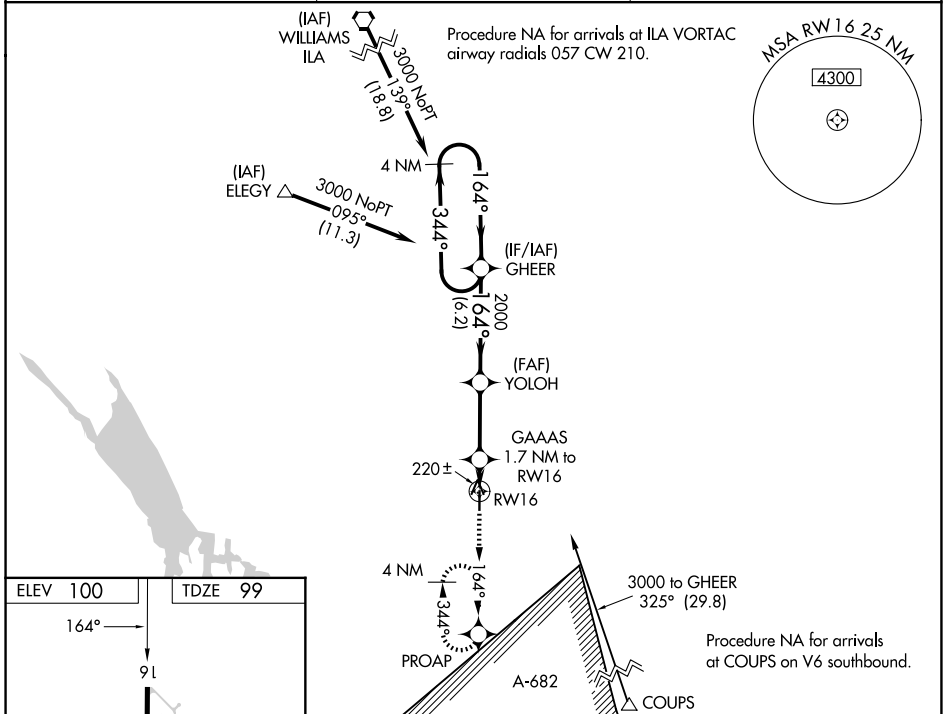 (IAF)
WILLIAMS
ILA
Procedure NA for arrivals at ILA VORTAC
airway radials 057 CW 210.
MSA RW16 25 NM
4300
3000 NoPT
139°
(18.8)
4 NM
164°
344°
(IAF)
ELEGY
3000 NoPT
095°
(11.3)
(IF/IAF)
GHEER
2000
164°
(6.2)
(FAF)
YOLOH
GAAAS
1.7 NM to
RW16
220±
RW16
4 NM
164°
344°
PROAP
3000 to GHEER
325° (29.8)
Procedure NA for arrivals
at COUPS on V6 southbound.
A-682
COUPS
ELEV 100
TDZE 99
164°
16